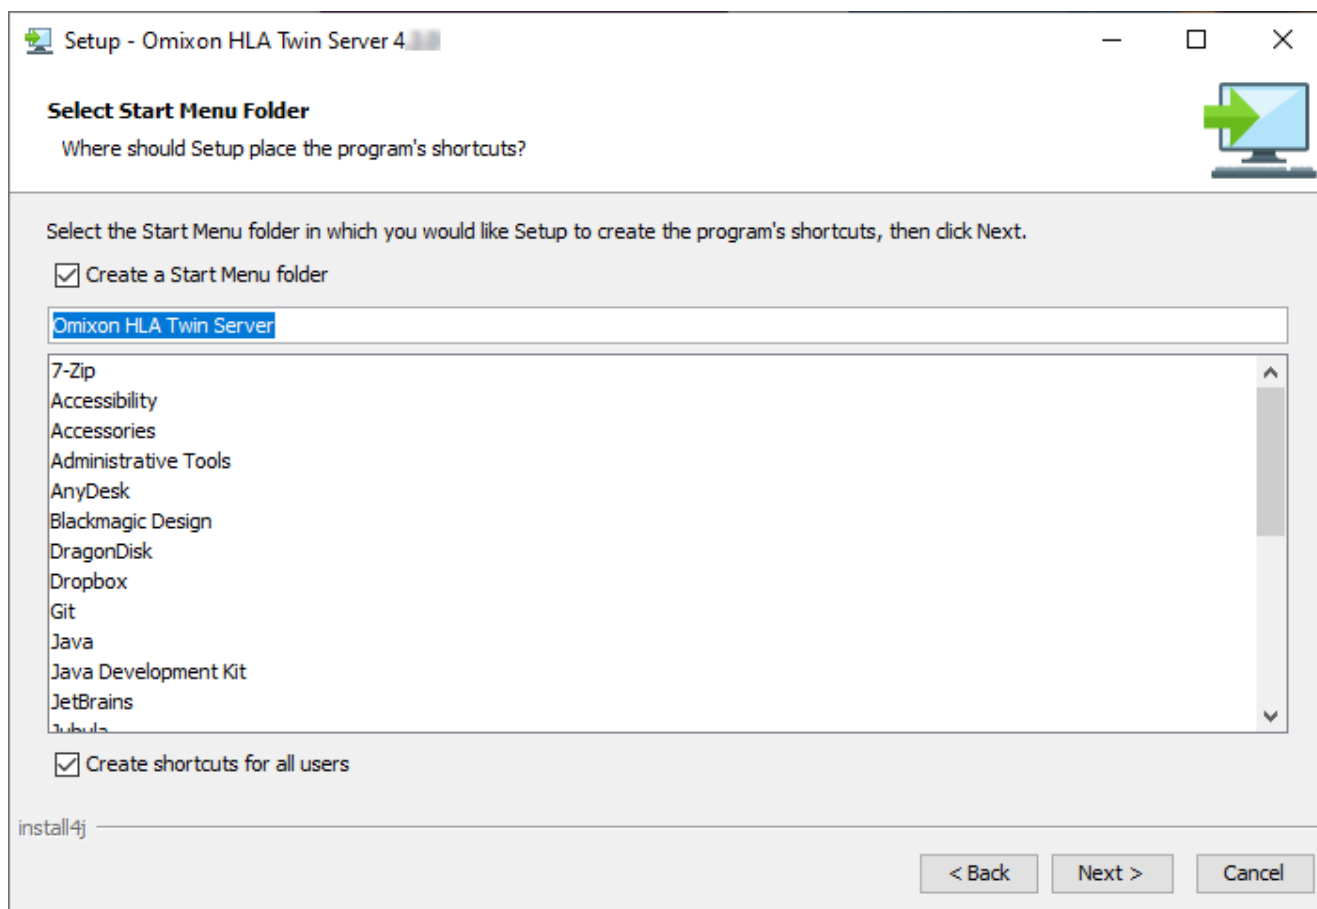 Setup - Omixon HLA Twin Server 4
Select Start Menu Folder
Where should Setup place the program's shortcuts?
Select the Start Menu folder in which you would like Setup to create the program's shortcuts, then click Next.
Create a Start Menu folder
Omixon HLA Twin Server
7-Zip
Accessibility
Accessories
Administrative Tools
AnyDesk
Blackmagic Design
DragonDisk
Dropbox
Git
Java
Java Development Kit
JetBrains
Create shortcuts for all users
install4j
< Back
Next >
Cancel